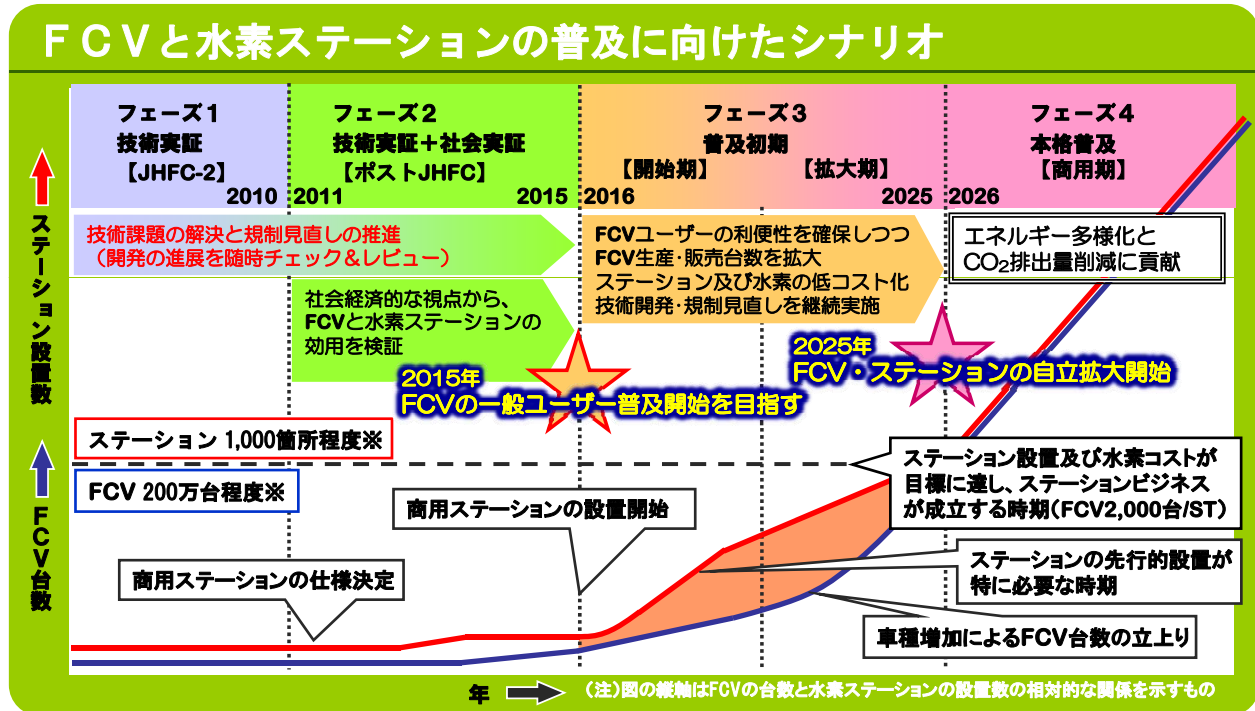 FCVと水素ステーションの普及に向けたシナリオ
フェーズ1
技術実証
【JHFC-2】
2010
フェーズ2
技術実証+社会実証
【ポストJHFC】
2011
2015
フェーズ3
普及初期
【開始期】
【拡大期】
2016
2025
フェーズ4
本格普及
【商用期】
2026
ステーション設置数
FCV台数
技術課題の解決と規制見直しの推進
（開発の進展を随時チェック＆レビュー）
社会経済的な視点から、
FCVと水素ステーションの
効用を検証
FCVユーザーの利便性を確保しつつ
FCV生産・販売台数を拡大
ステーション及び水素の低コスト化
技術開発・規制見直しを継続実施
エネルギー多様化と
CO₂排出量削減に貢献
2015年
FCVの一般ユーザー普及開始を目指す
2025年
FCV・ステーションの自立拡大開始
ステーション 1,000箇所程度※
FCV 200万台程度※
ステーション設置及び水素コストが
目標に達し、ステーションビジネス
が成立する時期（FCV2,000台/ST）
商用ステーションの設置開始
商用ステーションの仕様決定
ステーションの先行的設置が
特に必要な時期
車種増加によるFCV台数の立上り
年
（注）図の縦軸はFCVの台数と水素ステーションの設置数の相対的な関係を示すもの